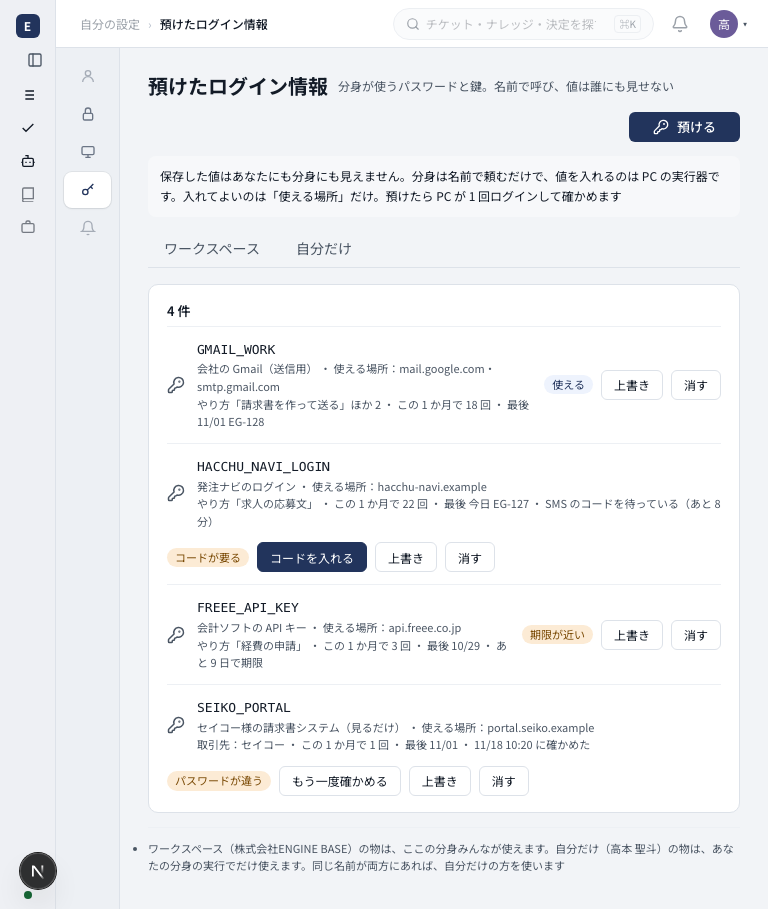 E
自分の設定 › 預けたログイン情報
チケット・ナレッジ・決定を探す
⌘K
高
預けたログイン情報 分身が使うパスワードと鍵。名前で呼び、値は誰にも見せない
預ける
保存した値はあなたにも分身にも見えません。分身は名前で頼むだけで、値を入れるのは PC の実行器で
す。入れてよいのは「使える場所」だけ。預けたら PC が 1 回ログインして確かめます
ワークスペース 自分だけ
4 件
GMAIL_WORK
会社の Gmail（送信用）・ 使える場所：mail.google.com・
smtp.gmail.com
やり方「請求書を作って送る」ほか 2 ・ この 1 か月で 18 回 ・ 最後
11/01 EG-128
使える 上書き 消す
HACCHU_NAVI_LOGIN
発注ナビのログイン ・ 使える場所：hacchu-navi.example
やり方「求人の応募文」・ この 1 か月で 22 回 ・ 最後 今日 EG-127 ・ SMS のコードを待っている（あと 8
分）
コードが要る コードを入れる 上書き 消す
FREEE_API_KEY
会計ソフトの API キー ・ 使える場所：api.freee.co.jp
やり方「経費の申請」・ この 1 か月で 3 回 ・ 最後 10/29 ・ あ
と 9 日で期限
期限が近い 上書き 消す
SEIKO_PORTAL
セイコー様の請求書システム（見るだけ）・ 使える場所：portal.seiko.example
取引先：セイコー ・ この 1 か月で 1 回 ・ 最後 11/01 ・ 11/18 10:20 に確かめた
パスワードが違う もう一度確かめる 上書き 消す
• ワークスペース（株式会社ENGINE BASE）の物は、ここの分身みんなが使えます。自分だけ（高本 聖斗）の物は、あな
たの分身の実行でだけ使えます。同じ名前が両方にあれば、自分だけの方を使います
N